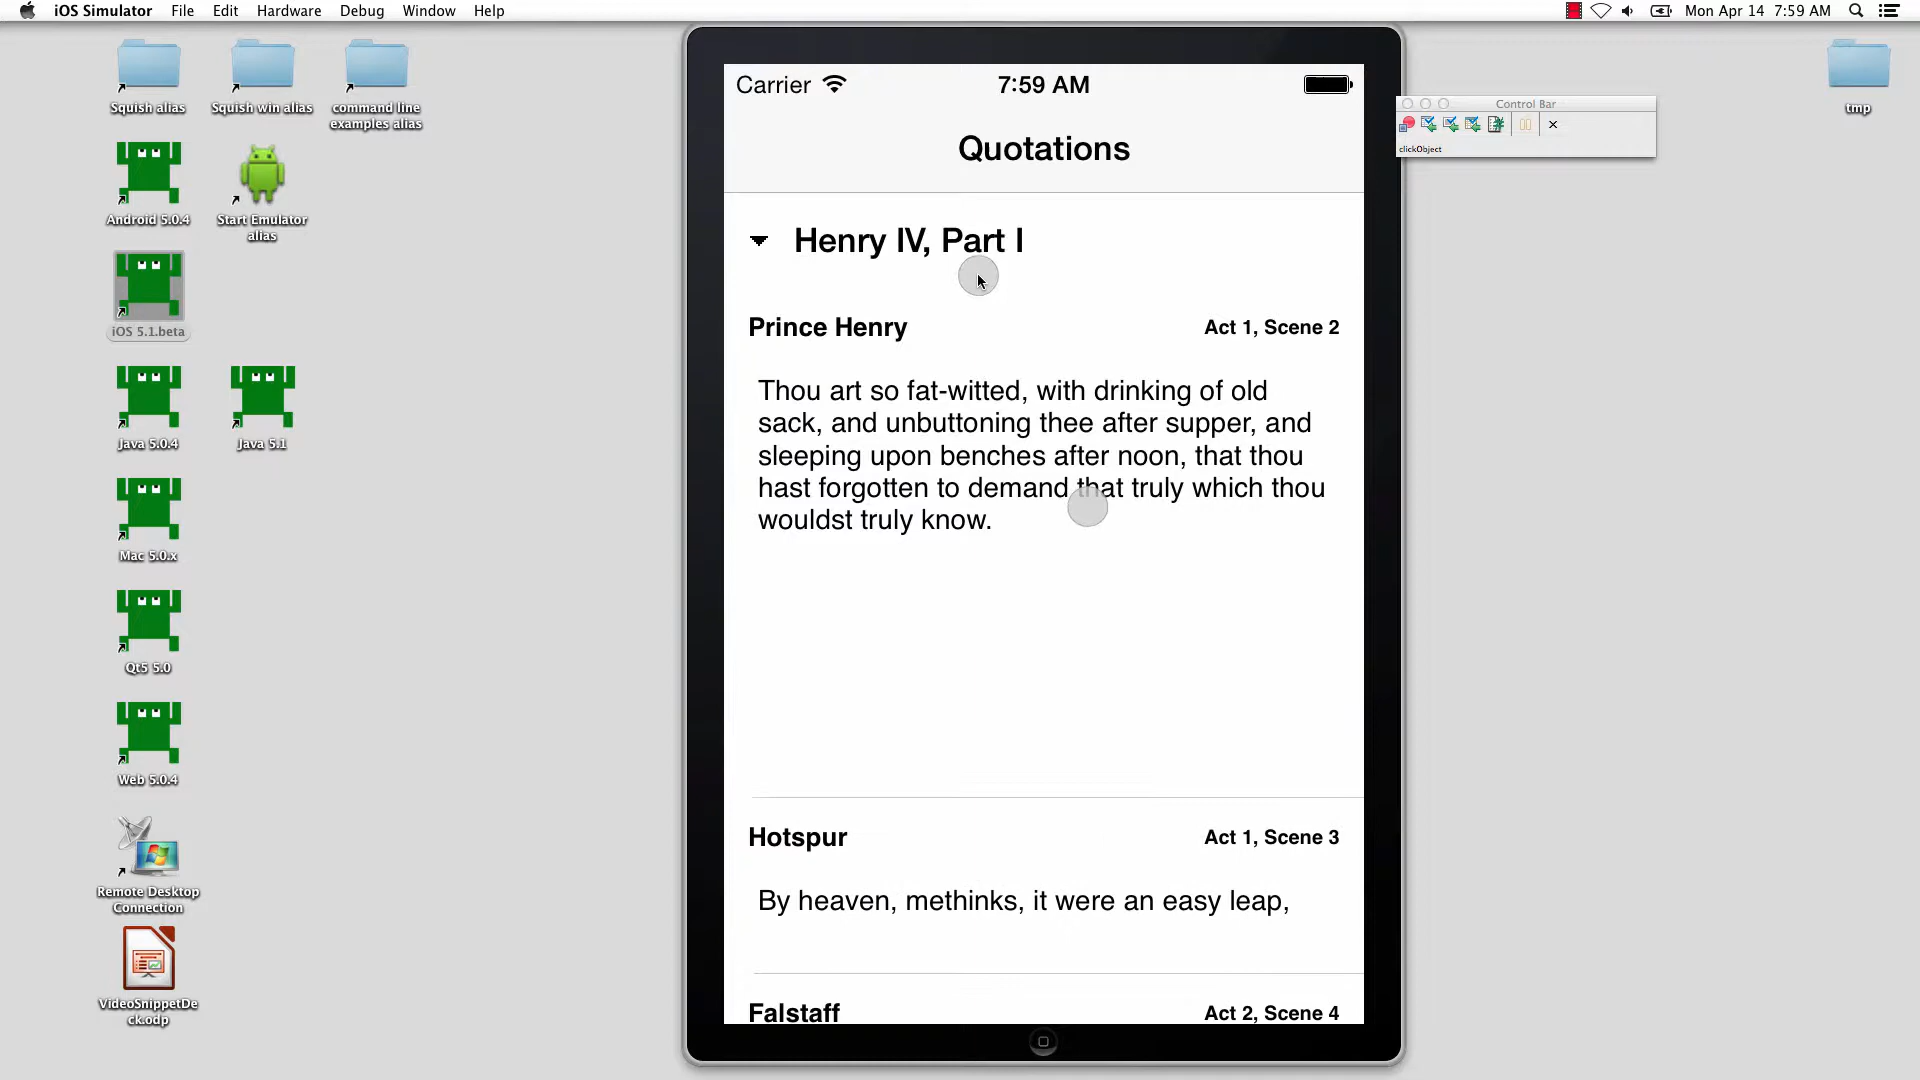 iOS Simulator File Edit Hardware Debug Window Help
Mon Apr 14 7:59 AM
Squish alias
Squish win alias
command line
examples alias
tmp
Android 5.0.4
Start Emulator
alias
iOS 5.1.beta
Java 5.0.4
Java 5.1
Mac 5.0.x
Qt5 5.0
Web 5.0.4
Remote Desktop
Connection
VideoSnippetDe
ck.odp
Carrier 7:59 AM
Quotations
Henry IV, Part I
Prince Henry Act 1, Scene 2
Thou art so fat-witted, with drinking of old
sack, and unbuttoning thee after supper, and
sleeping upon benches after noon, that thou
hast forgotten to demand that truly which thou
wouldst truly know.
Hotspur Act 1, Scene 3
By heaven, methinks, it were an easy leap,
Falstaff Act 2, Scene 4
Control Bar
clickObject